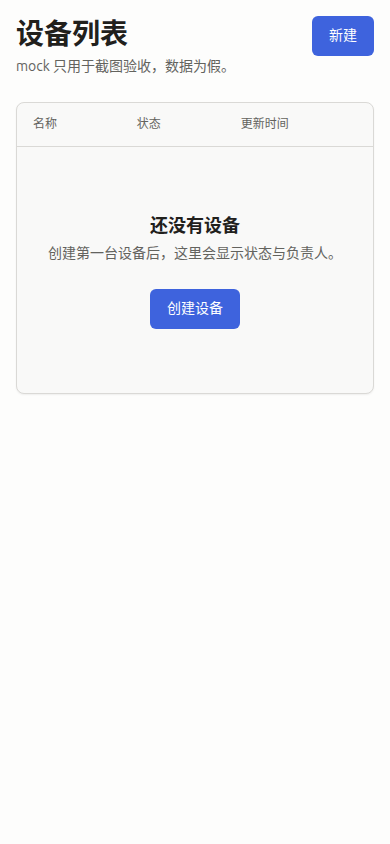 设备列表
新建
mock 只用于截图验收，数据为假。
名称 状态 更新时间
还没有设备
创建第一台设备后，这里会显示状态与负责人。
创建设备